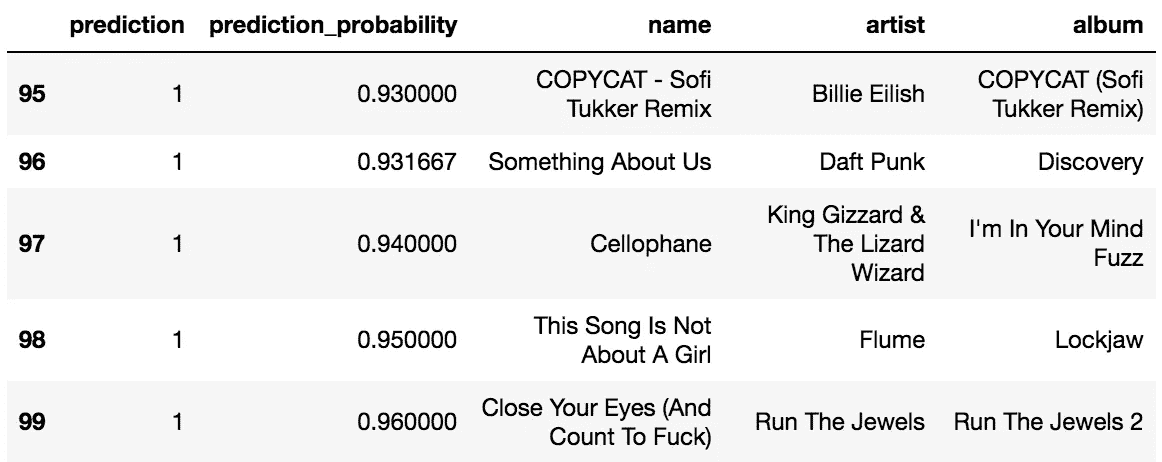 prediction prediction_probability name artist album
95 1 0.930000 COPYCAT - Sofi Tukker Remix Billie Eilish COPYCAT (Sofi Tukker Remix)
96 1 0.931667 Something About Us Daft Punk Discovery
97 1 0.940000 Cellophane King Gizzard & The Lizard Wizard I'm In Your Mind Fuzz
98 1 0.950000 This Song Is Not About A Girl Flume Lockjaw
99 1 0.960000 Close Your Eyes (And Count To Fuck) Run The Jewels Run The Jewels 2